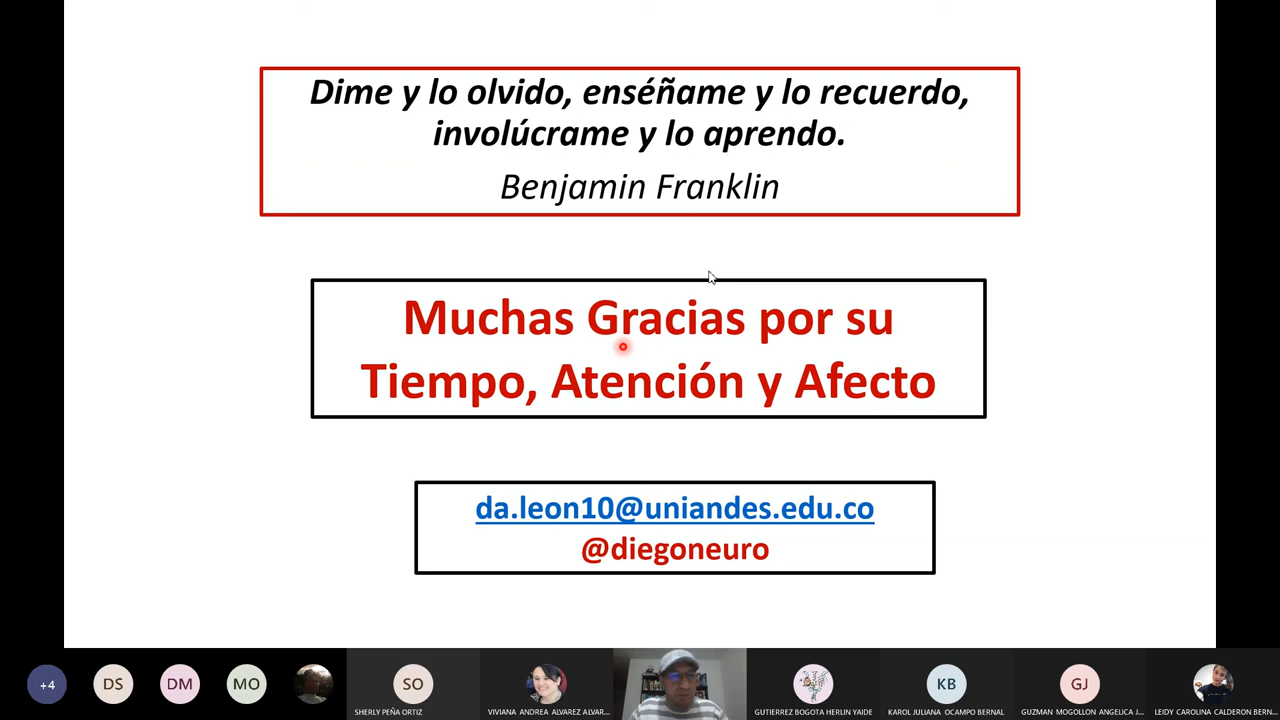 Dime y lo olvido, enséñame y lo recuerdo,
involúcrame y lo aprendo.
Benjamin Franklin
Muchas Gracias por su
Tiempo, Atención y Afecto
da.leon10@uniandes.edu.co
@diegoneuro
+4
DS
DM
MO
SO
KB
GJ
SHERLY PEÑA ORTIZ
VIVIANA ANDREA ALVAREZ ALVAR...
GUTIERREZ BOGOTA HERLIN YAIDE
KAROL JULIANA OCAMPO BERNAL
GUZMAN MOGOLLON ANGELICA J...
LEIDY CAROLINA CALDERON BERN...